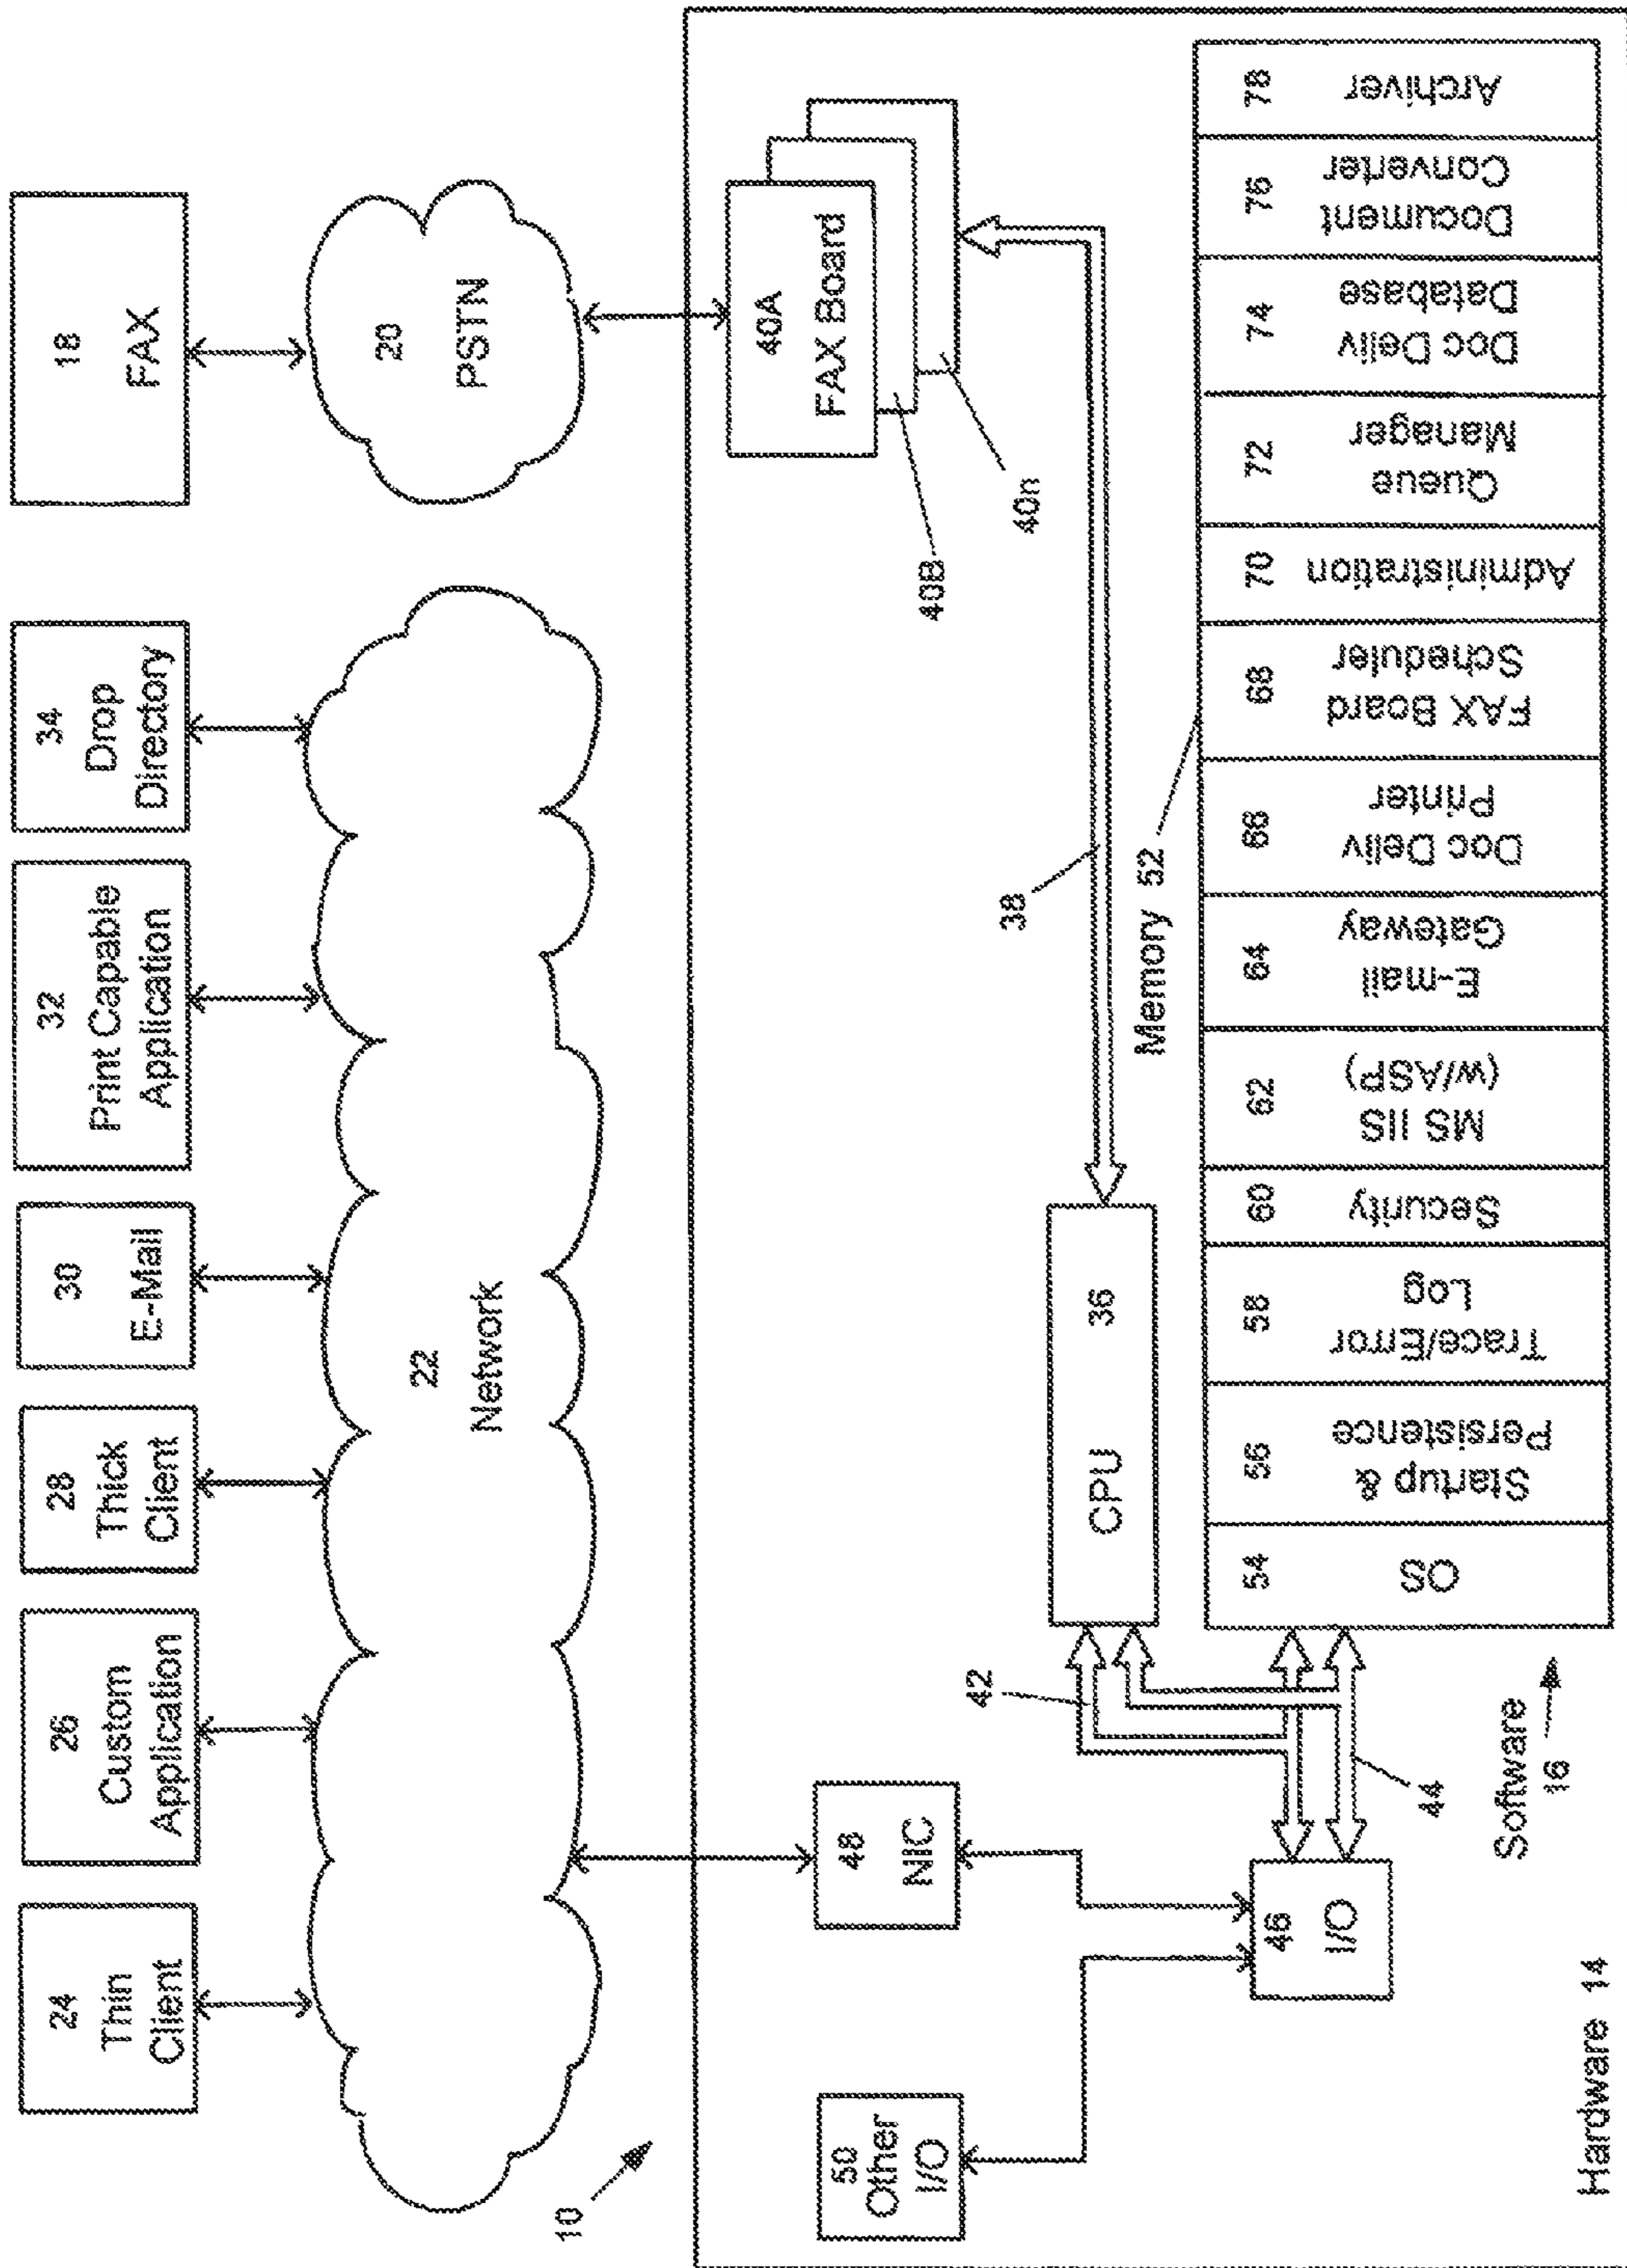 24
Thin
Client
26
Custom
Application
28
Thick
Client
30
E-Mail
32
Print Capable
Application
34
Drop
Directory
18
FAX
22
Network
20
PSTN
10
50
Other
I/O
48
NIC
40A
FAX Board
40B
40n
42
CPU 36
38
46
I/O
44
Memory 52
54
OS
56
Startup &
Persistence
58
Trace/Error
Log
60
Security
62
MS IIS
(w/ASP)
64
E-mail
Gateway
66
Doc Deliv
Printer
68
FAX Board
Scheduler
70
Administration
72
Queue
Manager
74
Doc Deliv
Database
76
Document
Converter
78
Archiver
Software
16
Hardware 14